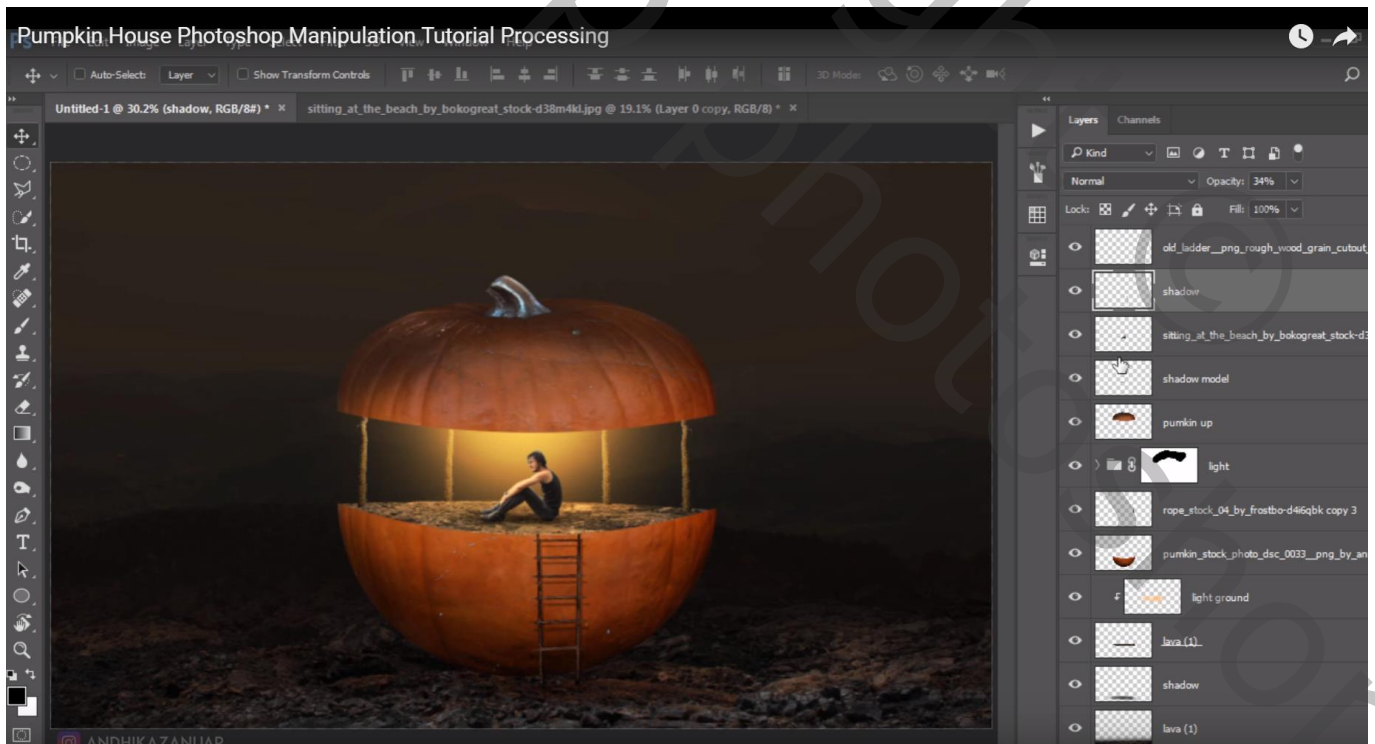 Pumpkin House Photoshop Manipulation Tutorial Processing
Auto-Select: Layer Show Transform Controls 3D Mode:
Untitled-1 @ 30.2% (shadow, RGB/8#) * × sitting_at_the_beach_by_bokogreat_stock-d38m4kl.jpg @ 19.1% (Layer 0 copy, RGB/8) * ×
Layers Channels
Kind
Normal Opacity: 34%
Lock: Fill: 100%
old_ladder__png_rough_wood_grain_cutout_
shadow
sitting_at_the_beach_by_bokogreat_stock-d3
shadow model
pumkin up
light
rope_stock_04_by_frostbo-d4i6qbk copy 3
pumkin_stock_photo_dsc_0033__png_by_an
light ground
lava (1)
shadow
lava (1)
ANDHIKAZANUAR